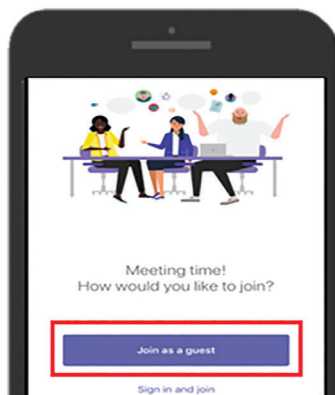 Meeting time!
How would you like to join?
Join as a guest
Sign in and join